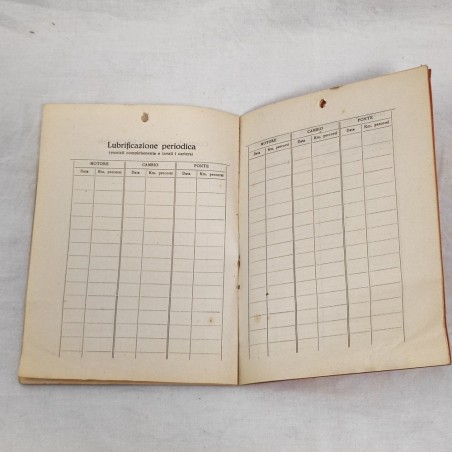 Lubrificazione periodica
MOTORE CAMBIO PONTE
Data Km. percorsi Data Km. percorsi Data Km. percorsi
MOTORE CAMBIO PONTE
Data Km. percorsi Data Km. percorsi Data Km. percorsi